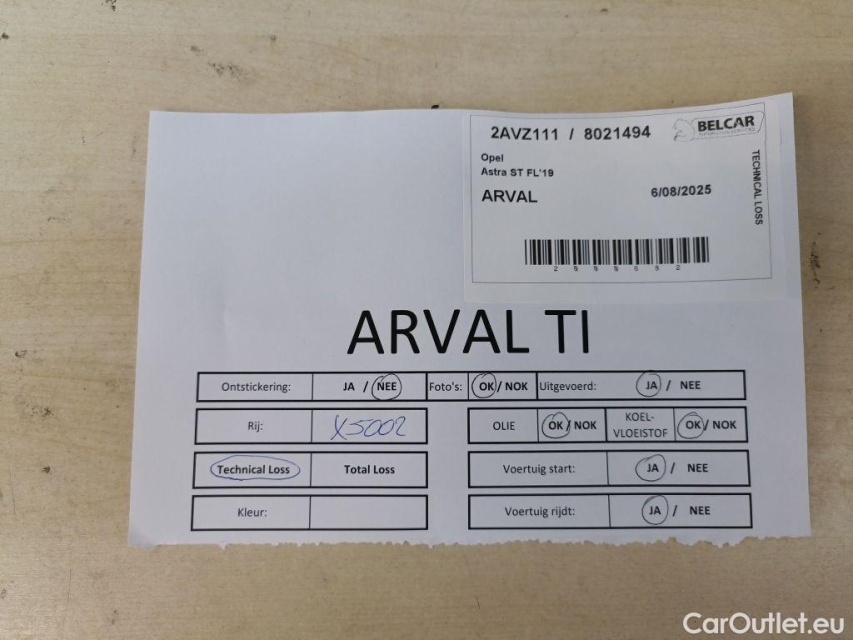 2AVZ111 / 8021494
BELCAR
Opel
Astra ST FL'19
ARVAL
6/08/2025
TECHNICAL LOSS
ARVAL TI
Ontstickering: JA / NEE Foto's: OK / NOK Uitgevoerd: JA / NEE
Rij: X5002 OLIE OK / NOK KOEL-VLOEISTOF OK / NOK
Technical Loss Total Loss Voertuig start: JA / NEE
Kleur: Voertuig rijdt: JA / NEE
CarOutlet.eu